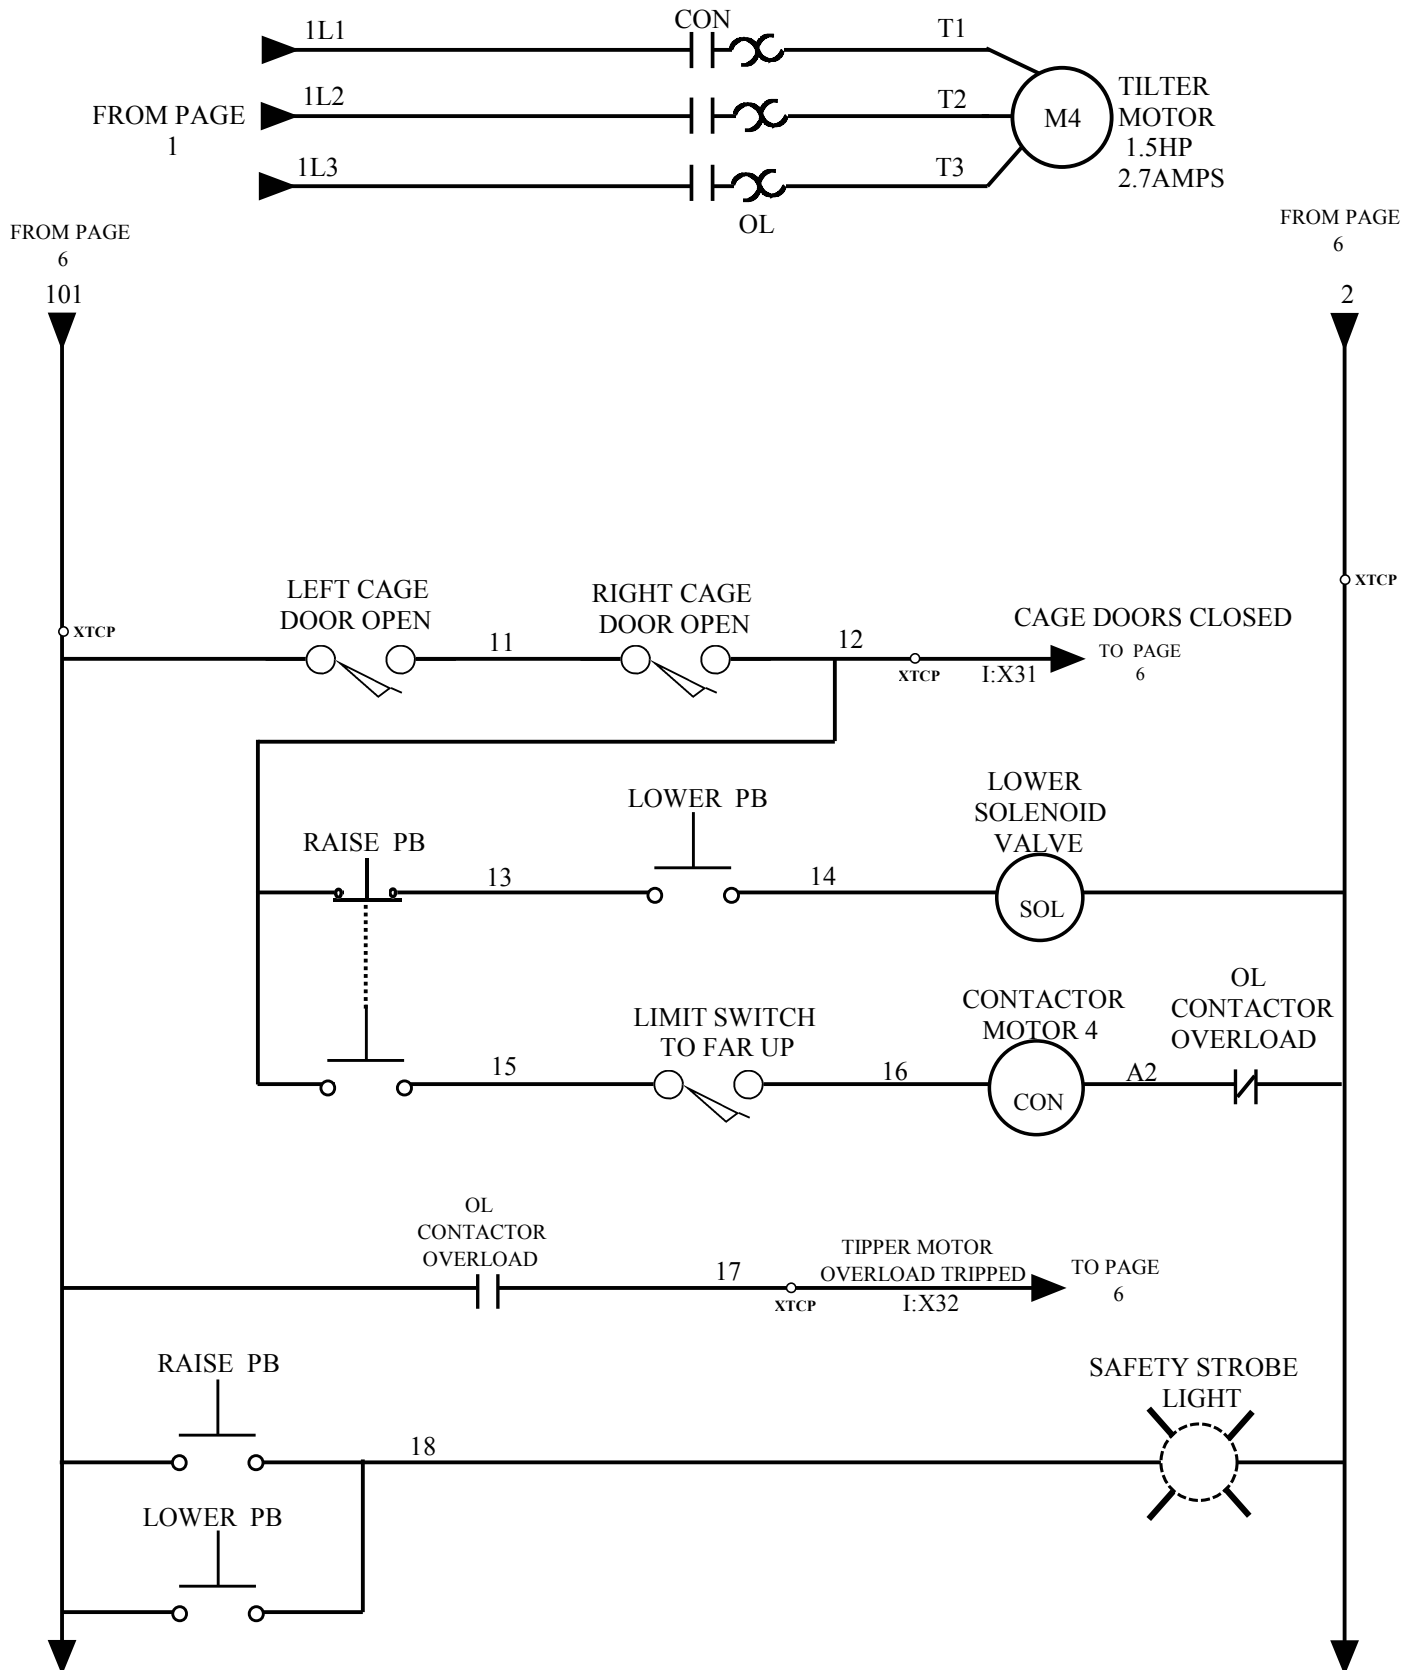 CON
1L1
T1
1L2
T2
FROM PAGE
1
M4
TILTER
MOTOR
1.5HP
2.7AMPS
1L3
T3
OL
FROM PAGE
6
101
FROM PAGE
6
2
XTCP
XTCP
LEFT CAGE
DOOR OPEN
11
RIGHT CAGE
DOOR OPEN
12
XTCP
CAGE DOORS CLOSED
I:X31
TO PAGE
6
RAISE PB
13
LOWER PB
14
LOWER
SOLENOID
VALVE
SOL
15
LIMIT SWITCH
TO FAR UP
16
CONTACTOR
MOTOR 4
CON
A2
OL
CONTACTOR
OVERLOAD
OL
CONTACTOR
OVERLOAD
17
XTCP
TIPPER MOTOR
OVERLOAD TRIPPED
I:X32
TO PAGE
6
RAISE PB
18
SAFETY STROBE
LIGHT
LOWER PB